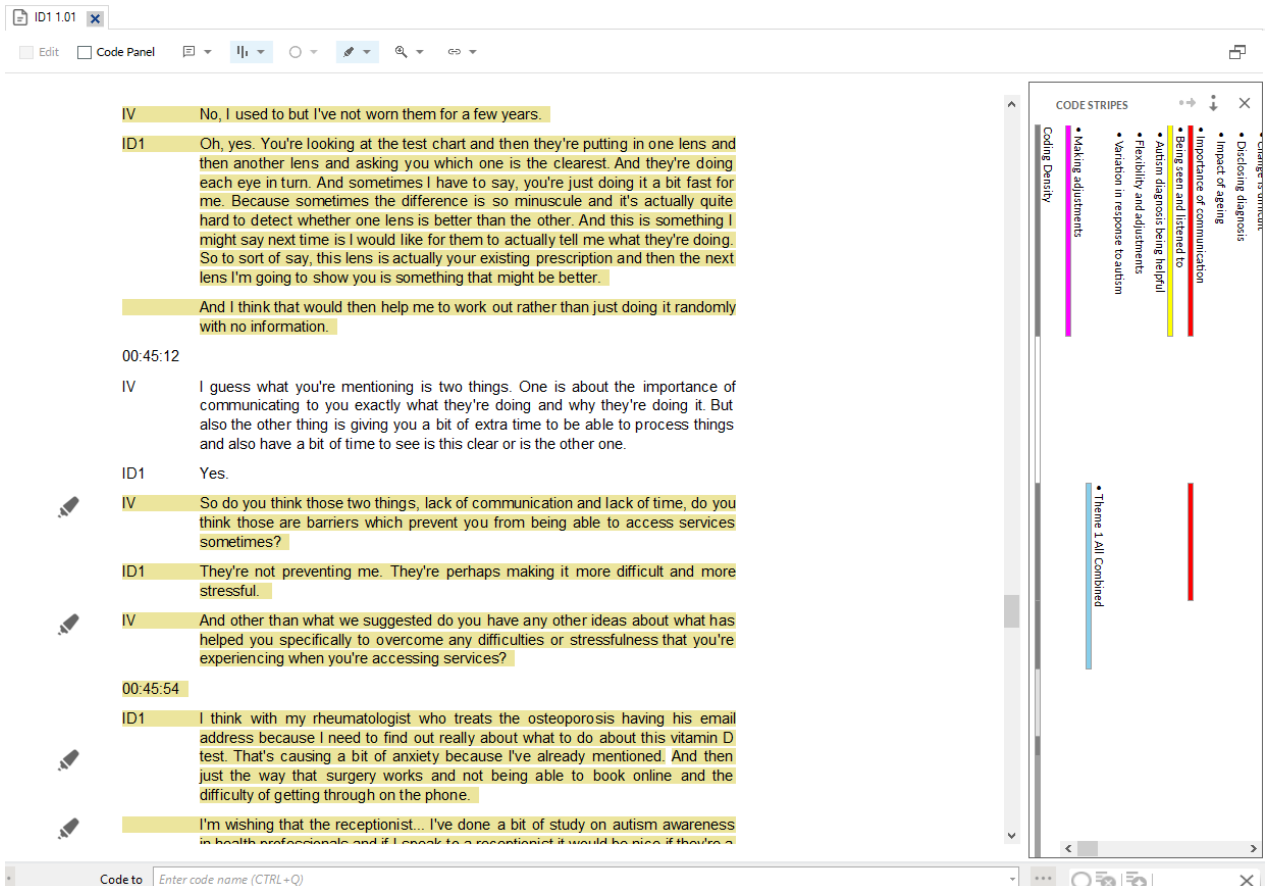 ID1 1.01
Edit
Code Panel
IV No, I used to but I've not worn them for a few years.
ID1 Oh, yes. You're looking at the test chart and then they're putting in one lens and
then another lens and asking you which one is the clearest. And they're doing
each eye in turn. And sometimes I have to say, you're just doing it a bit fast for
me. Because sometimes the difference is so minuscule and it's actually quite
hard to detect whether one lens is better than the other. And this is something I
might say next time is I would like for them to actually tell me what they're doing.
So to sort of say, this lens is actually your existing prescription and then the next
lens I'm going to show you is something that might be better.
And I think that would then help me to work out rather than just doing it randomly
with no information.
00:45:12
IV I guess what you're mentioning is two things. One is about the importance of
communicating to you exactly what they're doing and why they're doing it. But
also the other thing is giving you a bit of extra time to be able to process things
and also have a bit of time to see is this clear or is the other one.
ID1 Yes.
IV So do you think those two things, lack of communication and lack of time, do you
think those are barriers which prevent you from being able to access services
sometimes?
ID1 They're not preventing me. They're perhaps making it more difficult and more
stressful.
IV And other than what we suggested do you have any other ideas about what has
helped you specifically to overcome any difficulties or stressfulness that you're
experiencing when you're accessing services?
00:45:54
ID1 I think with my rheumatologist who treats the osteoporosis having his email
address because I need to find out really about what to do about this vitamin D
test. That's causing a bit of anxiety because I've already mentioned. And then
just the way that surgery works and not being able to book online and the
difficulty of getting through on the phone.
I'm wishing that the receptionist... I've done a bit of study on autism awareness
in health professionals and if I speak to a receptionist it would be nice if they're a
CODE STRIPES
Coding Density
Making adjustments
Theme 1 All Combined
Variation in response to autism
Flexibility and adjustments
Autism diagnosis being helpful
Being seen and listened to
Importance of communication
Impact of ageing
Disclosing diagnosis
Change is difficult
Code to
Enter code name (CTRL+Q)